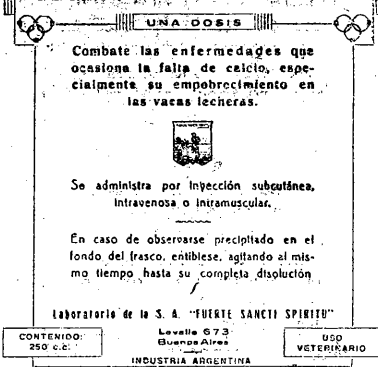 UNA DOSIS
Combate las enfermedades que
ocasiona la falta de calcio, espe-
cialmente su empobrecimiento en
las vacas lecheras.
Se administra por inyección subcutánea,
intravenosa o intramuscular.
En caso de observarse precipitado en el
fondo del frasco, entíbiese, agitando al mis-
mo tiempo hasta su completa disolución
Laboratorio de la S. A. "FUERTE SANCTI SPIRITU"
Lavalle 673
Buenos Aires
CONTENIDO:
250 c.c.
USO
VETERINARIO
INDUSTRIA ARGENTINA